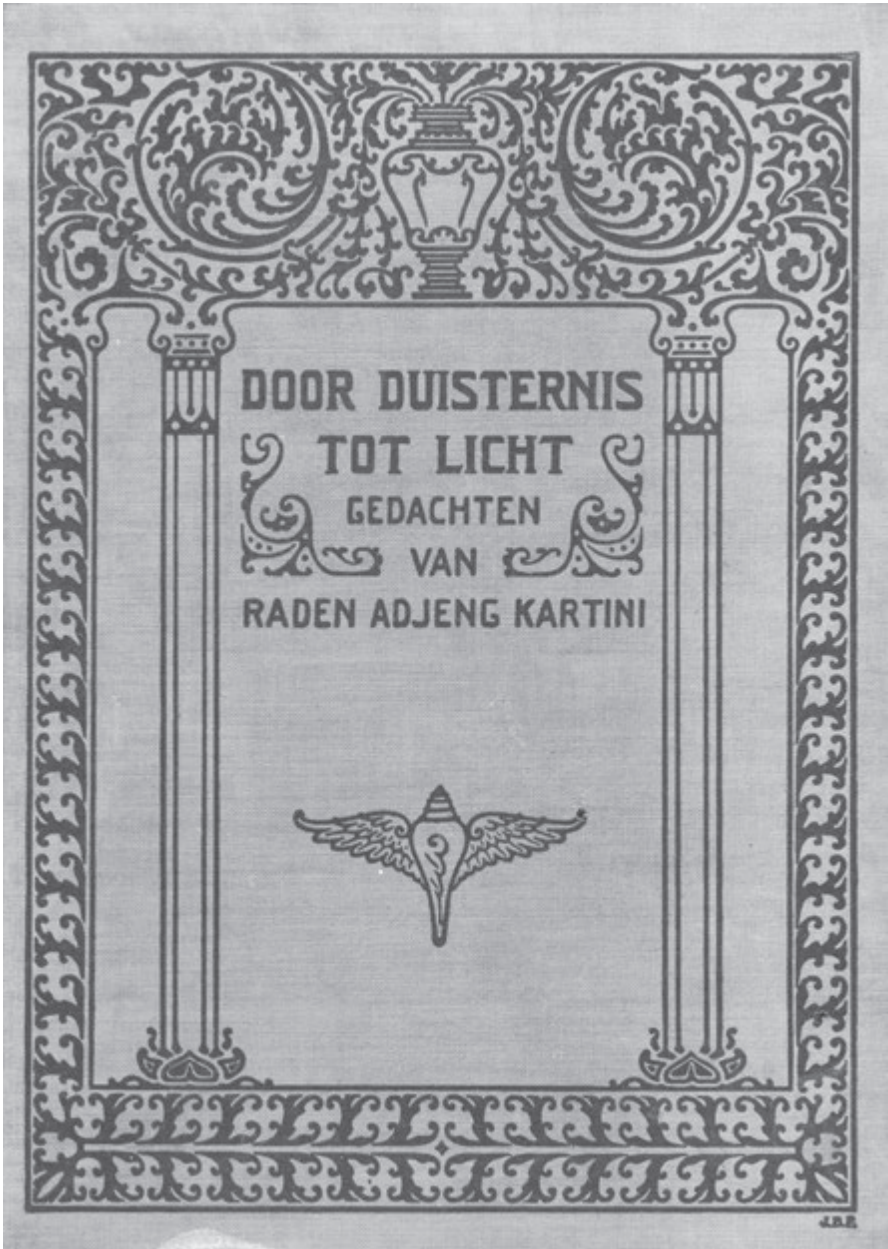 DOOR DUISTERNIS
TOT LICHT
GEDACHTEN
VAN
RADEN ADJENG KARTINI
J.B.P.